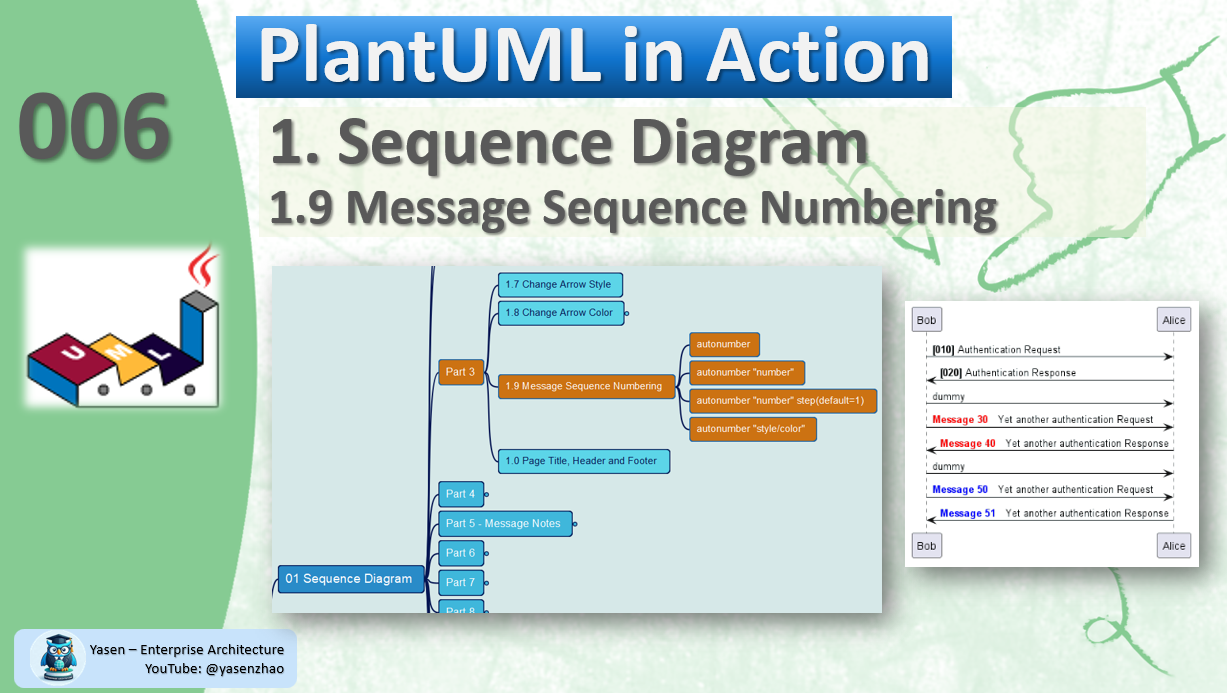 PlantUML in Action
006
1. Sequence Diagram
1.9 Message Sequence Numbering
UML
1.7 Change Arrow Style
1.8 Change Arrow Color
Part 3
1.9 Message Sequence Numbering
autonumber
autonumber "number"
autonumber "number" step(default=1)
autonumber "style/color"
1.0 Page Title, Header and Footer
Part 4
Part 5 - Message Notes
Part 6
01 Sequence Diagram
Part 7
Part 8
Bob Alice
[010] Authentication Request
[020] Authentication Response
dummy
Message 30 Yet another authentication Request
Message 40 Yet another authentication Response
dummy
Message 50 Yet another authentication Request
Message 51 Yet another authentication Response
Bob Alice
Yasen – Enterprise Architecture
YouTube: @yasenzhao